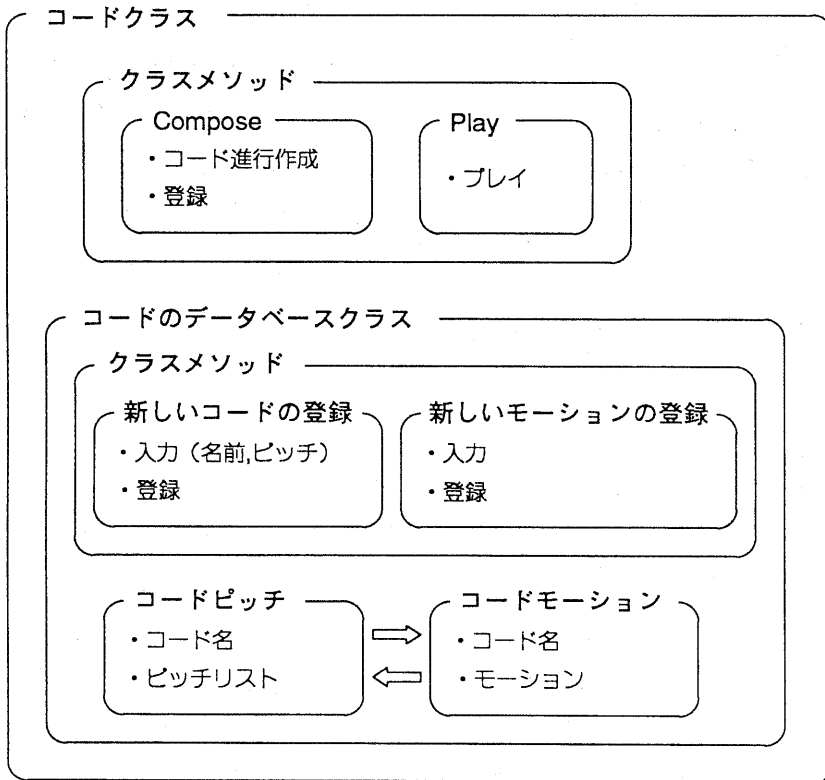 コードクラス
クラスメソッド
Compose
・コード進行作成
・登録
Play
・プレイ
コードのデータベースクラス
クラスメソッド
新しいコードの登録
・入力（名前,ピッチ）
・登録
新しいモーションの登録
・入力
・登録
コードピッチ
・コード名
・ピッチリスト
コードモーション
・コード名
・モーション